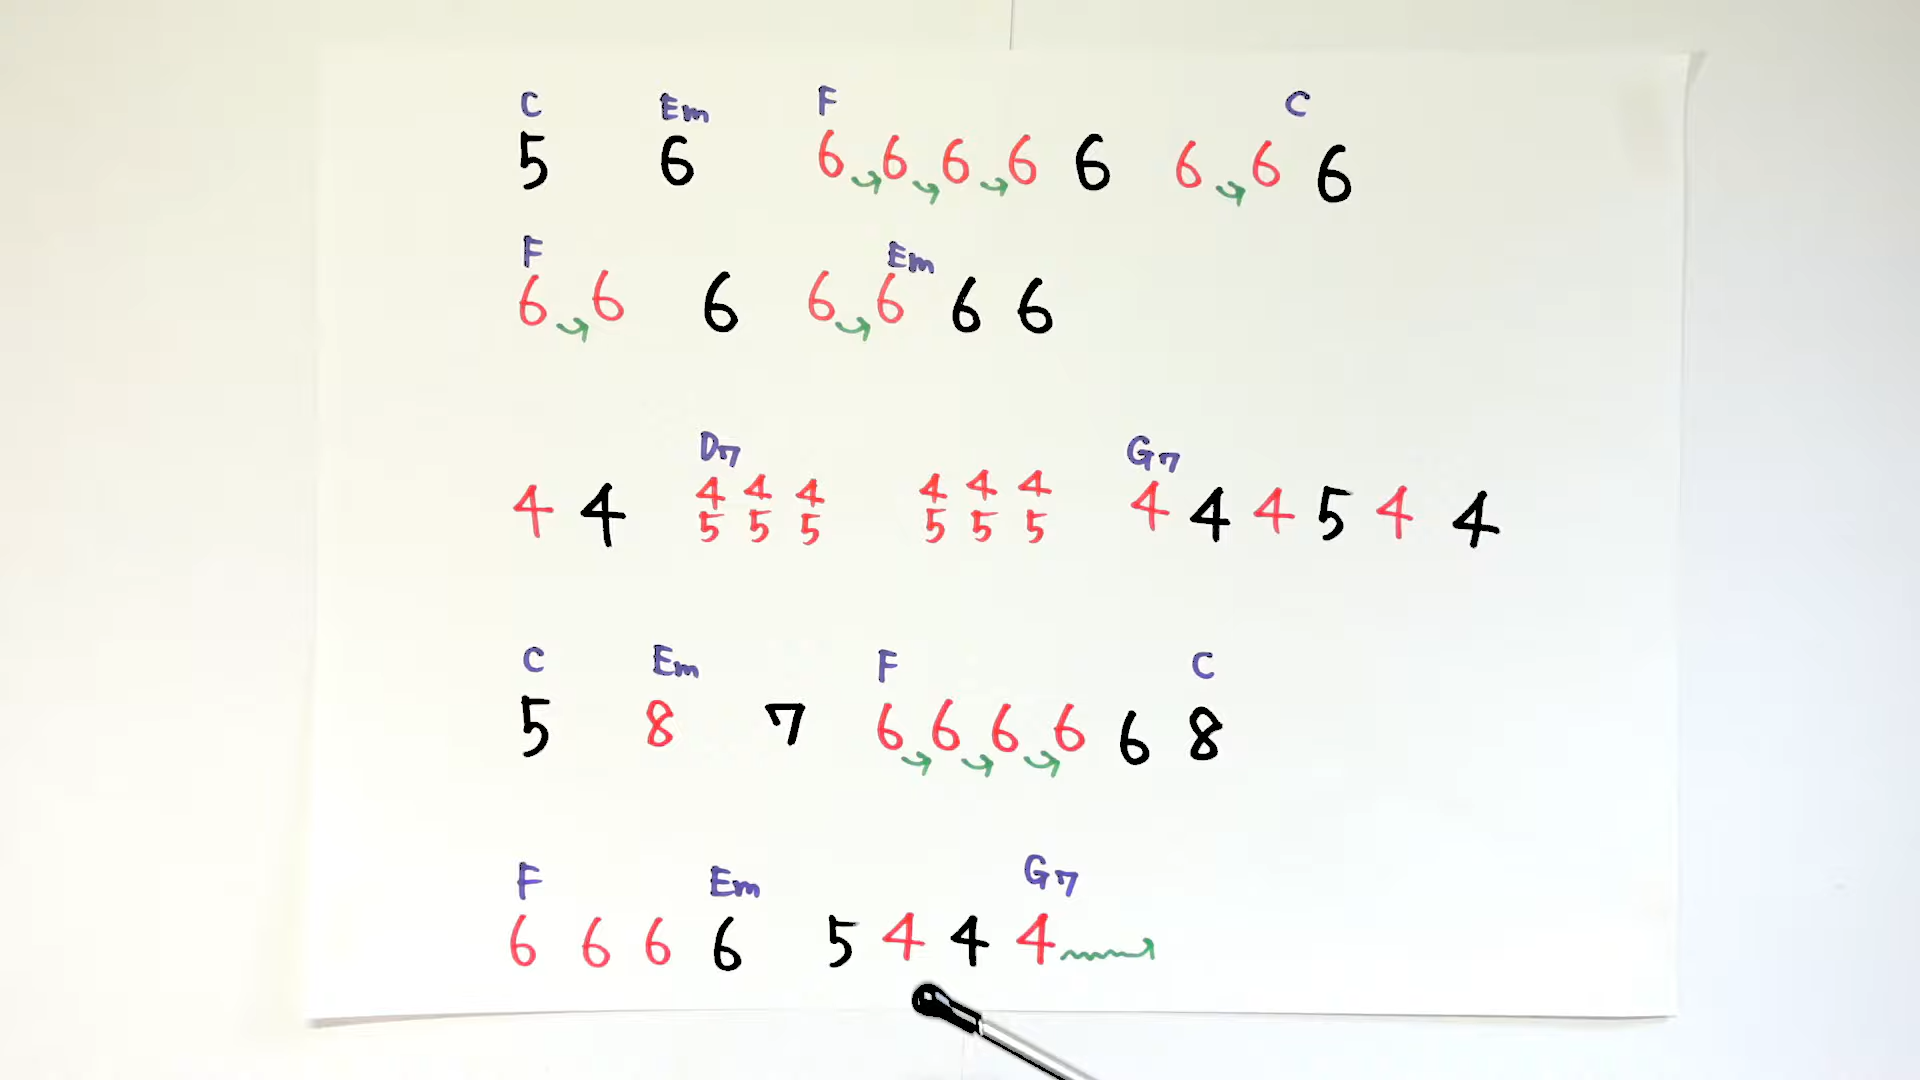 C Em F C
5 6 6 6 6 6 6 6 6 6
F Em
6 6 6 6 6 6 6
D7 G7
4 4 4 4 4 4 4 4 4 4 4 5 4 4
5 5 5 5 5 5
C Em F C
5 8 7 6 6 6 6 6 8
F Em G7
6 6 6 6 5 4 4 4